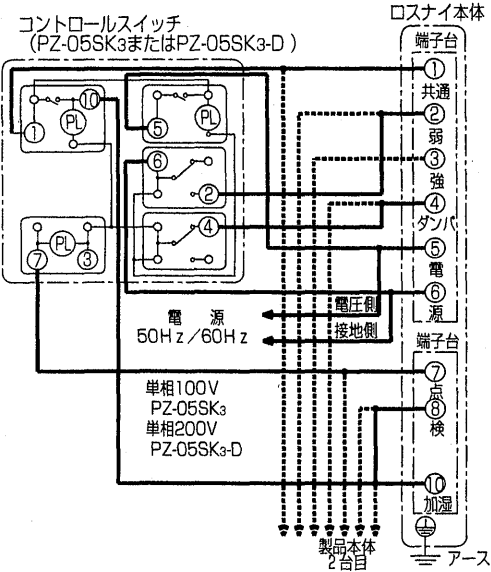 コントロールスイッチ
(PZ-05SK3またはPZ-05SK3-D)
ロスナイ本体
端子台
①
共通
②
弱
③
強
④
ダンパ
⑤
電
⑥
源
端子台
⑦
点
⑧
検
⑩
加湿
アース
⑩
PL
①
PL
⑤
⑥
②
④
PL
⑦
③
電圧側
電 源
50Hz/60Hz
接地側
単相100V
PZ-05SK3
単相200V
PZ-05SK3-D
製品本体
2台目